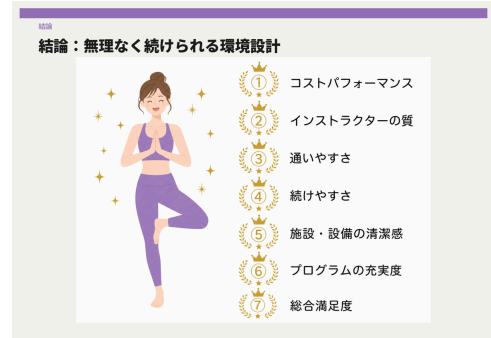 結論
結論：無理なく続けられる環境設計
① コストパフォーマンス
② インストラクターの質
③ 通いやすさ
④ 続けやすさ
⑤ 施設・設備の清潔感
⑥ プログラムの充実度
⑦ 総合満足度